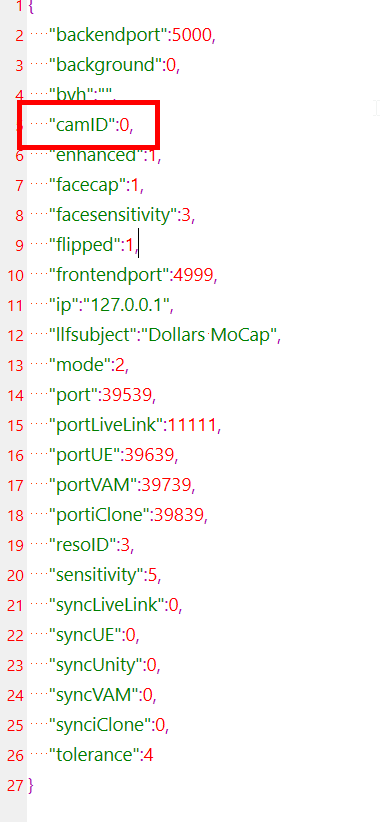 1 {
2 "backendport":5000,
3 "background":0,
4 "bvh":"",
5 "camID":0,
6 "enhanced":1,
7 "facecap":1,
8 "facesensitivity":3,
9 "flipped":1,
10 "frontendport":4999,
11 "ip":"127.0.0.1",
12 "llfsubject":"Dollars MoCap",
13 "mode":2,
14 "port":39539,
15 "portLiveLink":11111,
16 "portUE":39639,
17 "portVAM":39739,
18 "portiClone":39839,
19 "resoID":3,
20 "sensitivity":5,
21 "syncLiveLink":0,
22 "syncUE":0,
23 "syncUnity":0,
24 "syncVAM":0,
25 "synciClone":0,
26 "tolerance":4
27 }